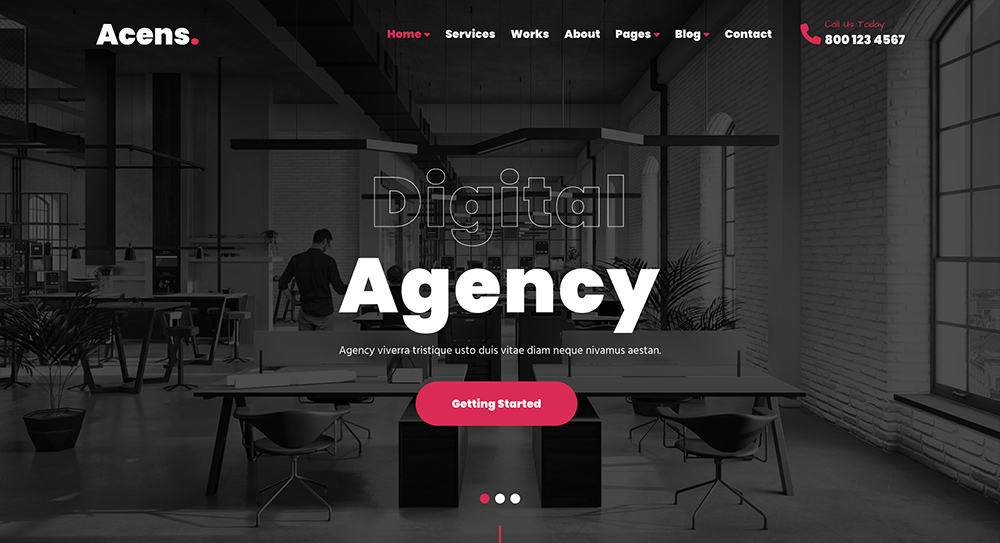 Acens.
Home Services Works About Pages Blog Contact
Call Us Today
800 123 4567
Digital
Agency
Agency viverra tristique usto duis vitae diam neque nivamus aestan.
Getting Started